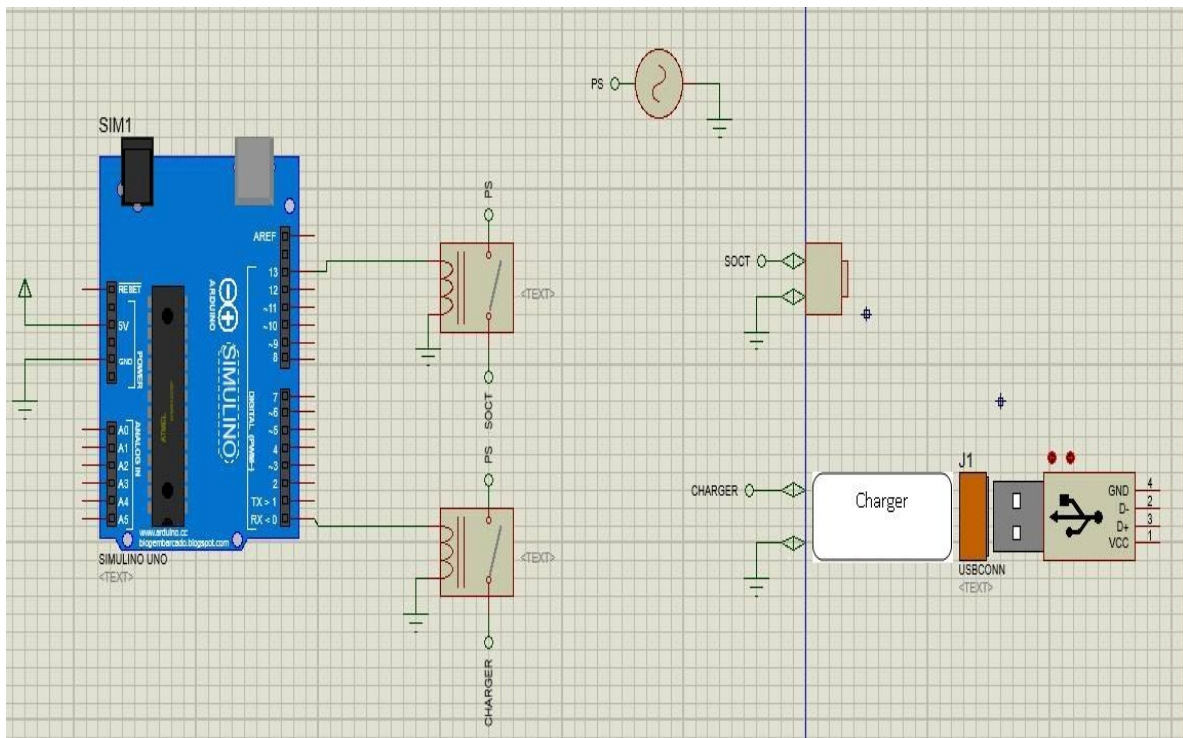 PS
SIM1
PS
AREF
13
12
~11
~10
~9
8
7
~6
~5
4
~3
2
TX > 1
RX < 0
RESET
5V
GND
POWER
A0
A1
A2
A3
A4
A5
ANALOG IN
ARDUINO
SIMULINO
DIGITAL (PWM~)
www.arduino.cc
blogembarcado.blogspot.com
SIMULINO UNO
<TEXT>
<TEXT>
SOCT
PS
<TEXT>
CHARGER
SOCT
CHARGER
Charger
J1
GND
D-
D+
VCC
4
2
3
1
USBCONN
<TEXT>